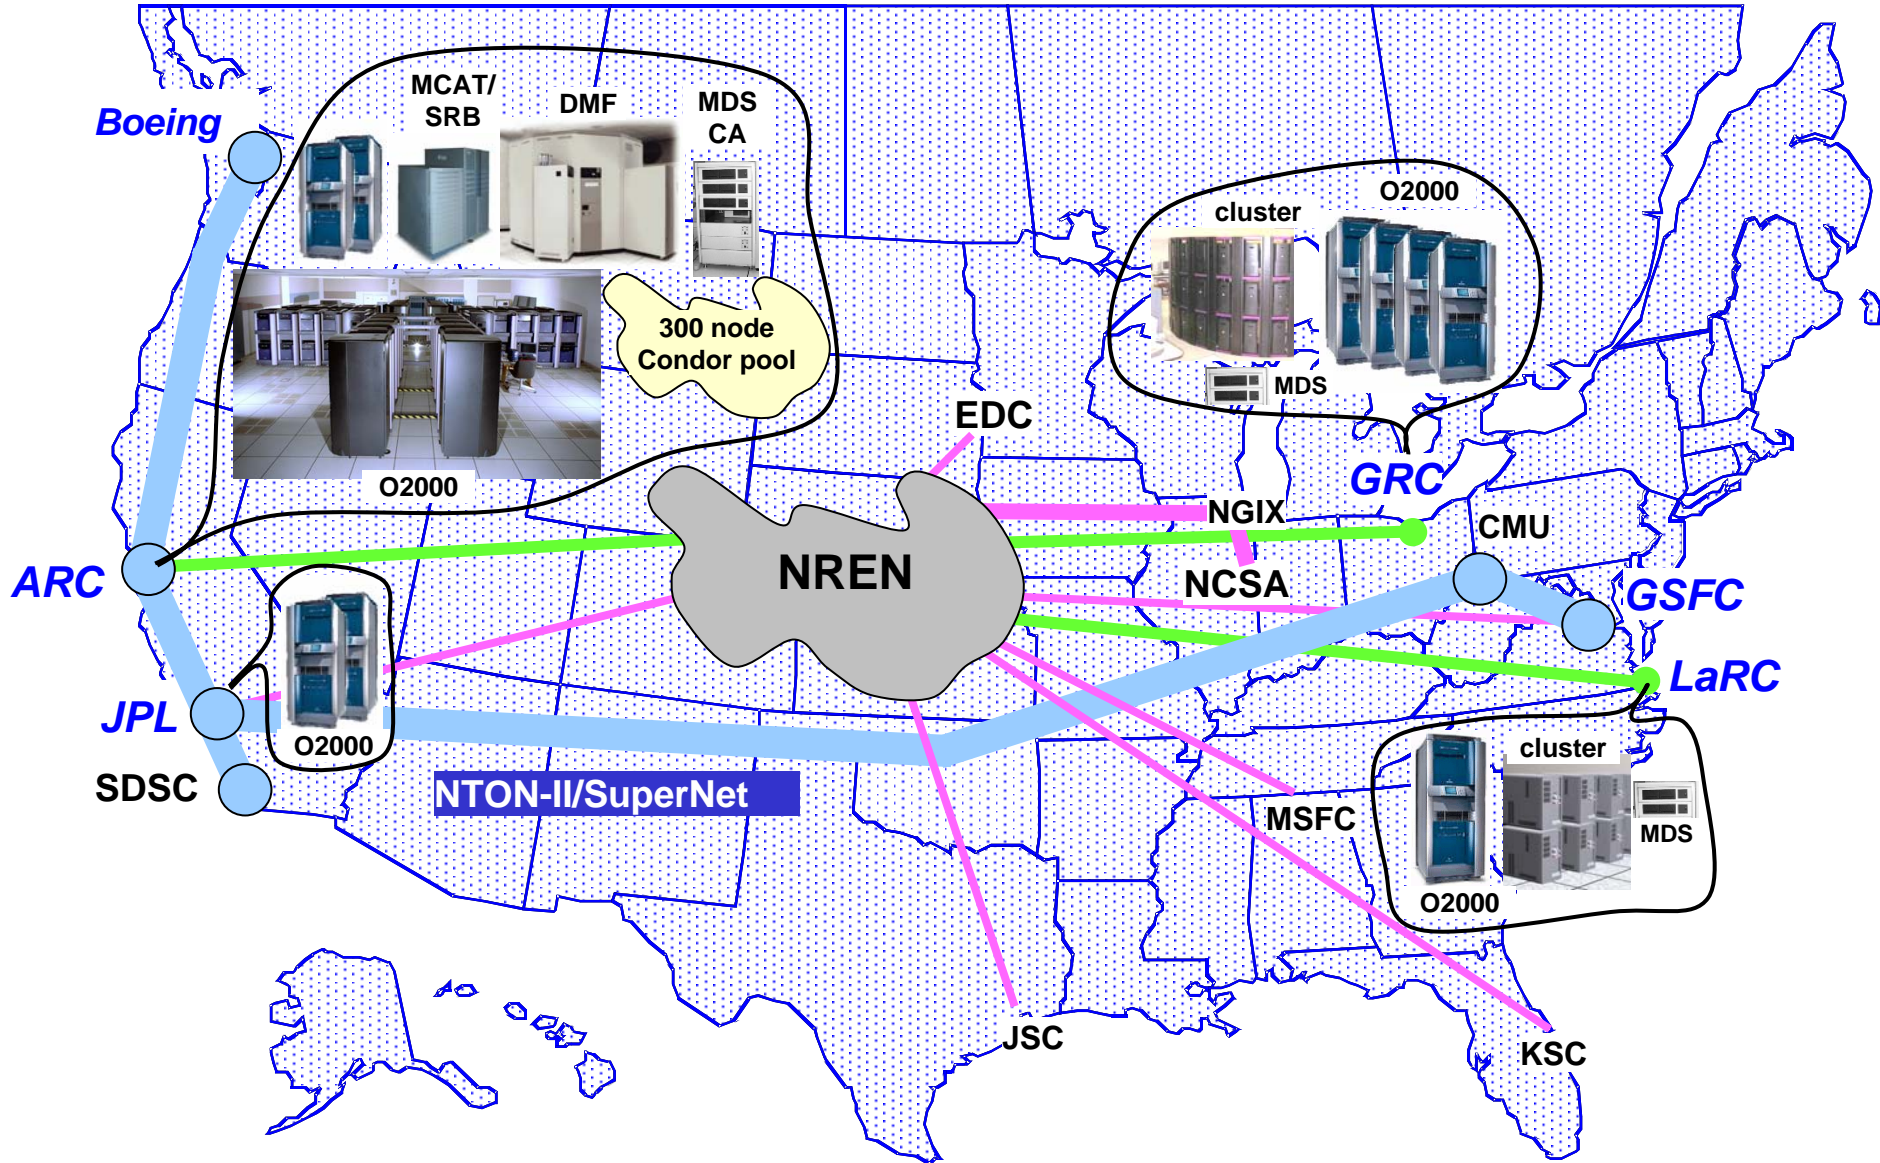 Boeing
MCAT/
SRB
DMF
MDS
CA
300 node
Condor pool
O2000
cluster
O2000
MDS
EDC
GRC
NGIX
CMU
NREN
NCSA
GSFC
ARC
LaRC
JPL
O2000
SDSC
NTON-II/SuperNet
MSFC
cluster
MDS
O2000
JSC
KSC